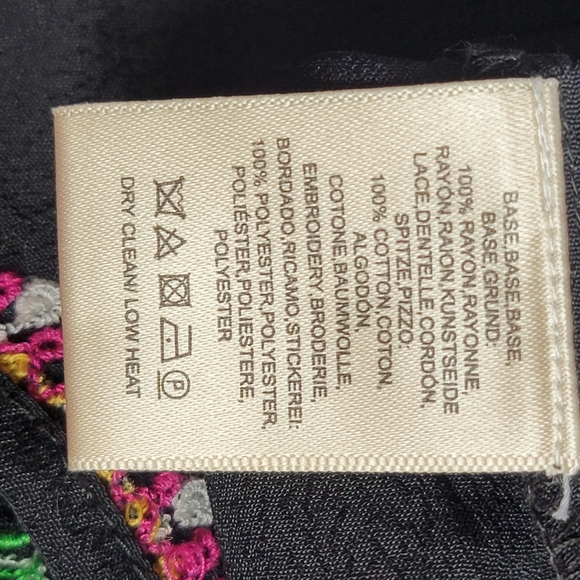 BASE,BASE,BASE,
BASE,GRUND:
100% RAYON,RAYONNE,
RAYON,RAION,KUNSTSEIDE
LACE,DENTELLE,CORDÓN,
SPITZE,PIZZO:
100% COTTON,COTON,
ALGODÓN,
COTONE,BAUMWOLLE,
EMBROIDERY,BRODERIE,
BORDADO,RICAMO,STICKEREI:
100% POLYESTER,POLYESTER,
POLIÉSTER,POLIESTERE,
POLYESTER
P
DRY CLEAN/ LOW HEAT